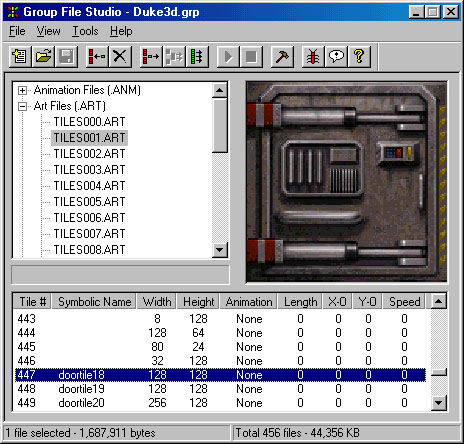 Group File Studio - Duke3d.grp
File View Tools Help
Animation Files (.ANM)
Art Files (.ART)
TILES000.ART
TILES001.ART
TILES002.ART
TILES003.ART
TILES004.ART
TILES005.ART
TILES006.ART
TILES007.ART
TILES008.ART
Tile # Symbolic Name Width Height Animation Length X-O Y-O Speed
443 8 128 None 0 0 0 0
444 128 64 None 0 0 0 0
445 80 24 None 0 0 0 0
446 32 128 None 0 0 0 0
447 doortile18 128 128 None 0 0 0 0
448 doortile19 128 128 None 0 0 0 0
449 doortile20 256 128 None 0 0 0 0
1 file selected - 1,687,911 bytes Total 456 files - 44,356 KB